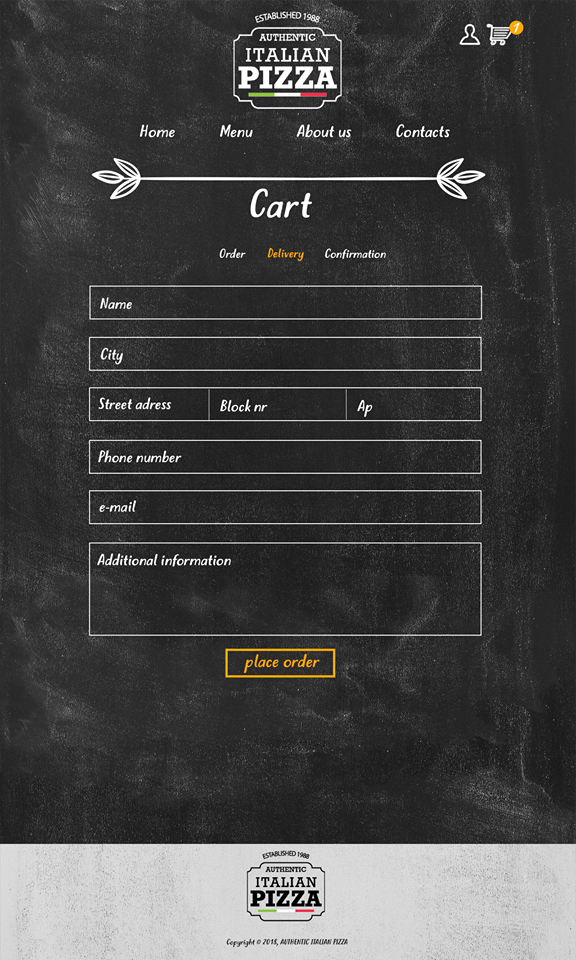 ESTABLISHED 1988
AUTHENTIC
ITALIAN
PIZZA
1
Home Menu About us Contacts
Cart
Order Delivery Confirmation
Name
City
Street adress Block nr Ap
Phone number
e-mail
Additional information
place order
ESTABLISHED 1988
AUTHENTIC
ITALIAN
PIZZA
Copyright © 2018, AUTHENTIC ITALIAN PIZZA